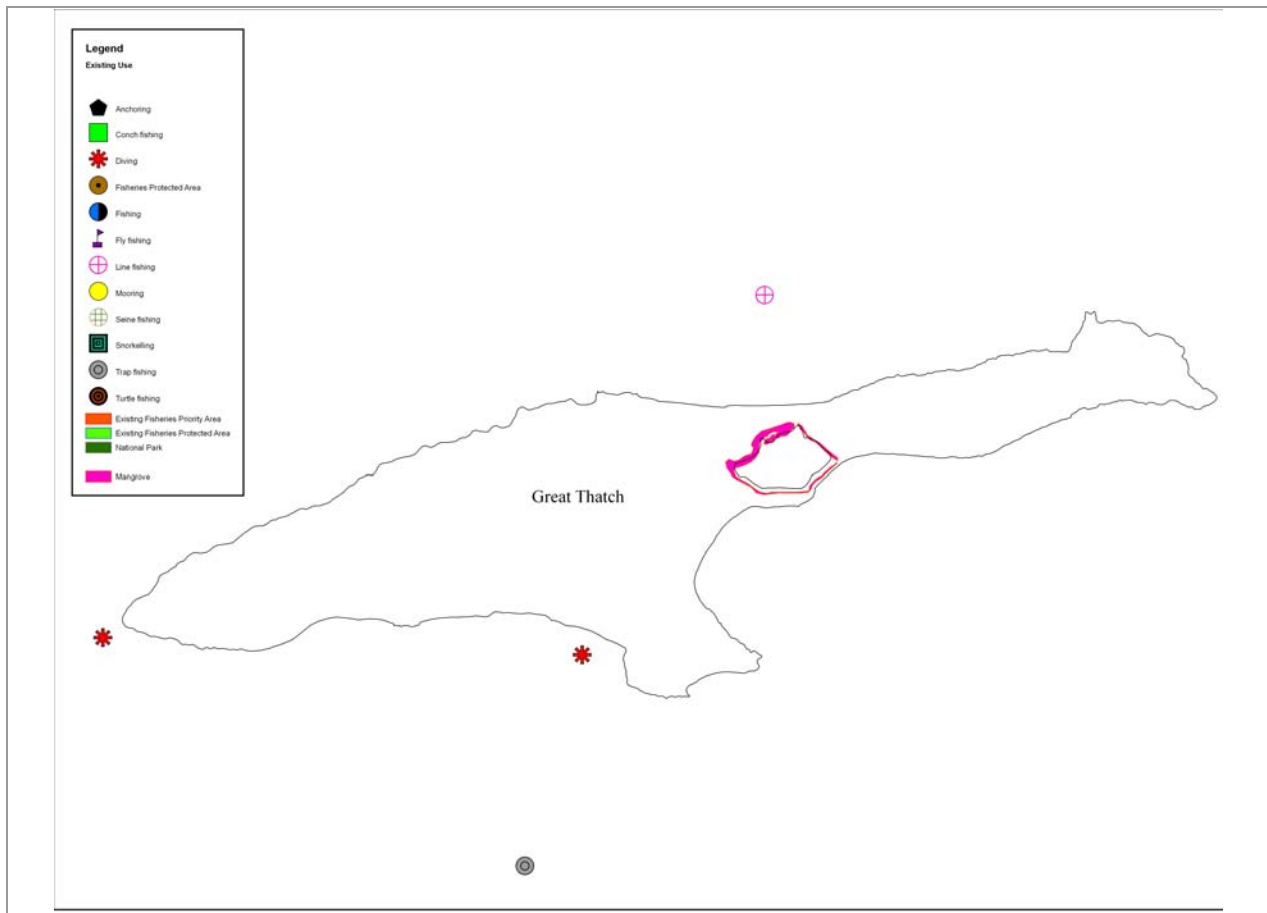 Legend
Existing Use
Anchoring
Conch fishing
Diving
Fisheries Protected Area
Fishing
Fly fishing
Line fishing
Mooring
Seine fishing
Snorkelling
Trap fishing
Turtle fishing
Existing Fisheries Priority Area
Existing Fisheries Protected Area
National Park
Mangrove
Great Thatch